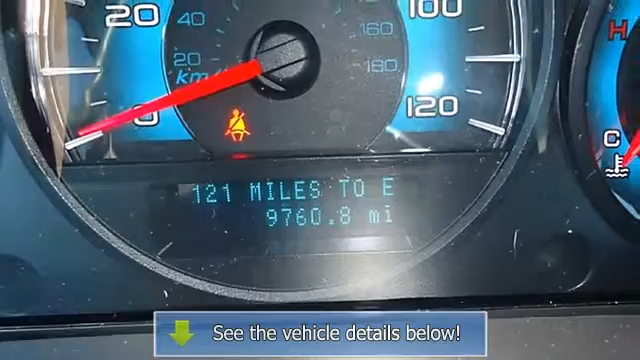 20
40
20
km/h
0
100
160
180
120
H
C
121 MILES TO E
9760.8 mi
See the vehicle details below!